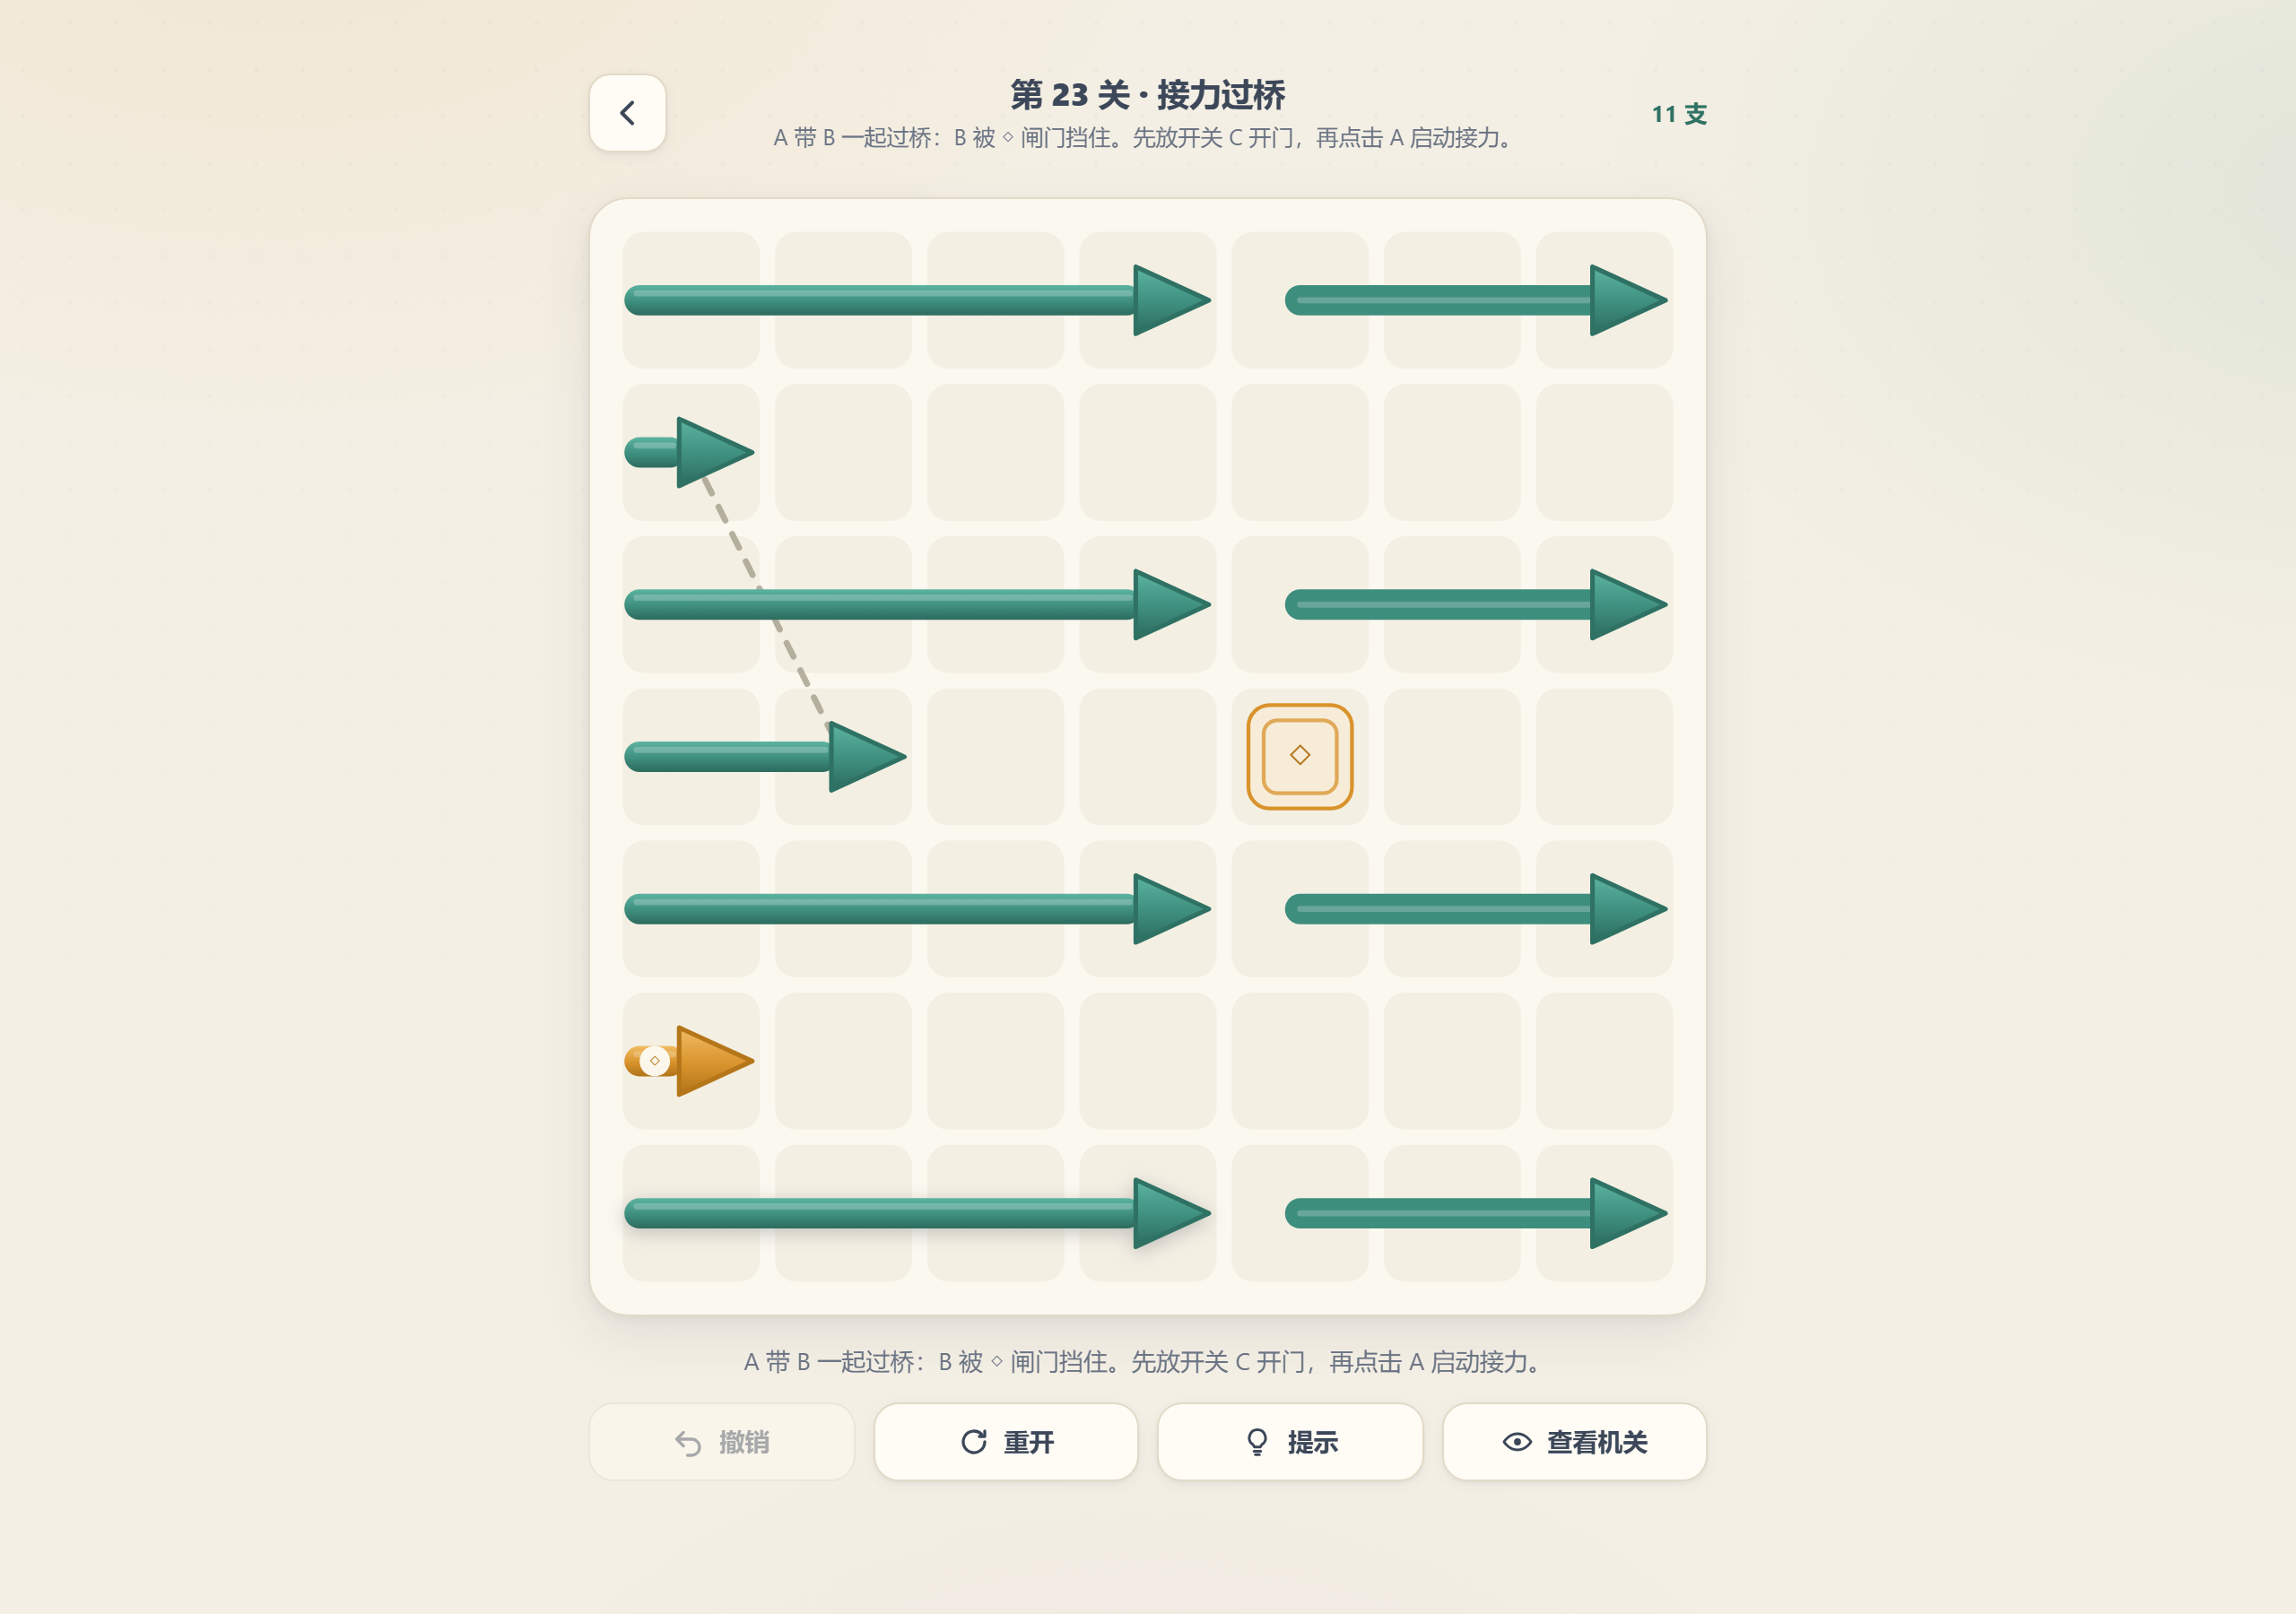 第 23 关 · 接力过桥
A 带 B 一起过桥：B 被 ◇ 闸门挡住。先放开关 C 开门，再点击 A 启动接力。
11 支
◇
◇
A 带 B 一起过桥：B 被 ◇ 闸门挡住。先放开关 C 开门，再点击 A 启动接力。
撤销
重开
提示
查看机关